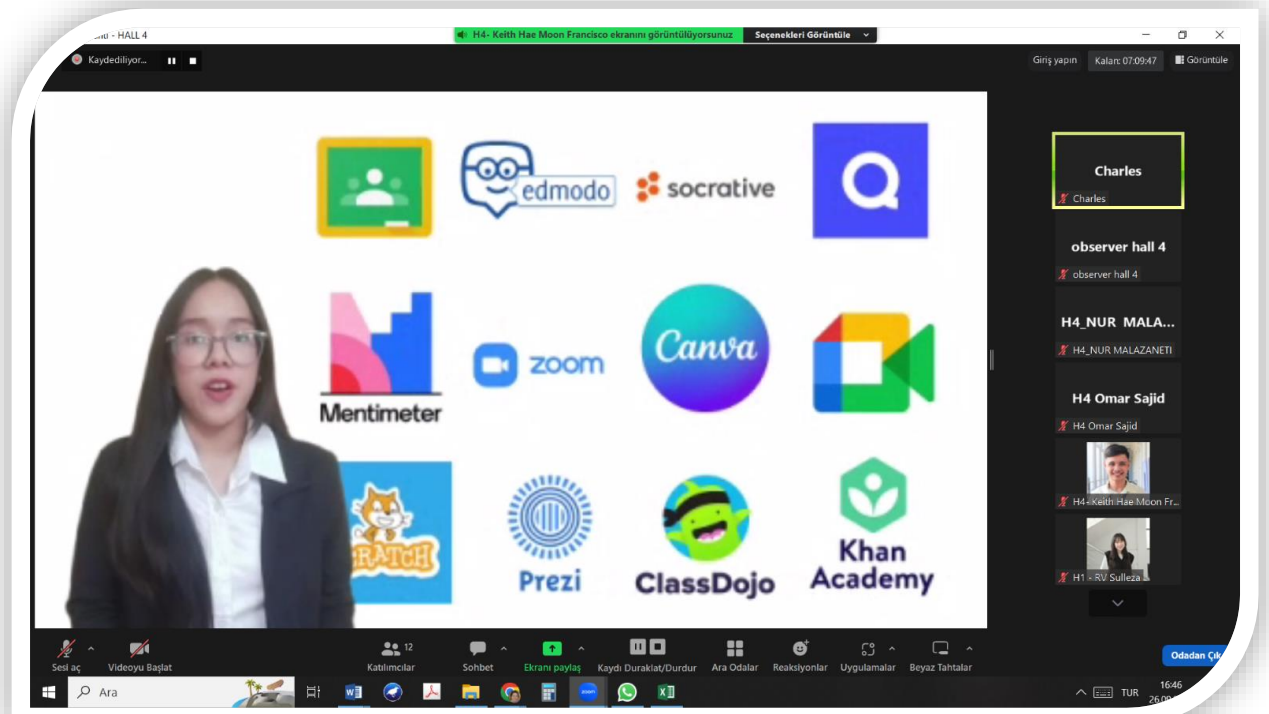 - HALL 4
H4- Keith Hae Moon Francisco ekranını görüntülüyorsunuz
Seçenekleri Görüntüle
Kaydediliyor...
Giriş yapın
Kalan: 07:09:47
Görüntüle
edmodo
socrative
Q
Mentimeter
zoom
Canva
RATCH
Prezi
ClassDojo
Khan
Academy
Charles
Charles
observer hall 4
observer hall 4
H4_NUR MALA...
H4_NUR MALAZANETI
H4 Omar Sajid
H4 Omar Sajid
H4- Keith Hae Moon Fr...
H1 - RV Sulleza
Sesi aç
Videoyu Başlat
12
Katılımcılar
Sohbet
Ekranı paylaş
Kaydı Duraklat/Durdur
Ara Odalar
Reaksiyonlar
Uygulamalar
Beyaz Tahtalar
Odadan Çık
Ara
TUR
16:46